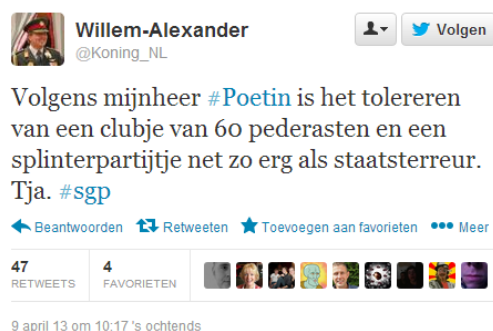 Willem-Alexander
@Koning_NL
Volgen
Volgens mijnheer #Poetin is het tolereren
van een clubje van 60 pederasten en een
splinterpartijtje net zo erg als staatsterreur.
Tja. #sgp
Beantwoorden Retweeten Toevoegen aan favorieten Meer
47 4
RETWEETS FAVORIETEN
9 april 13 om 10:17 's ochtends